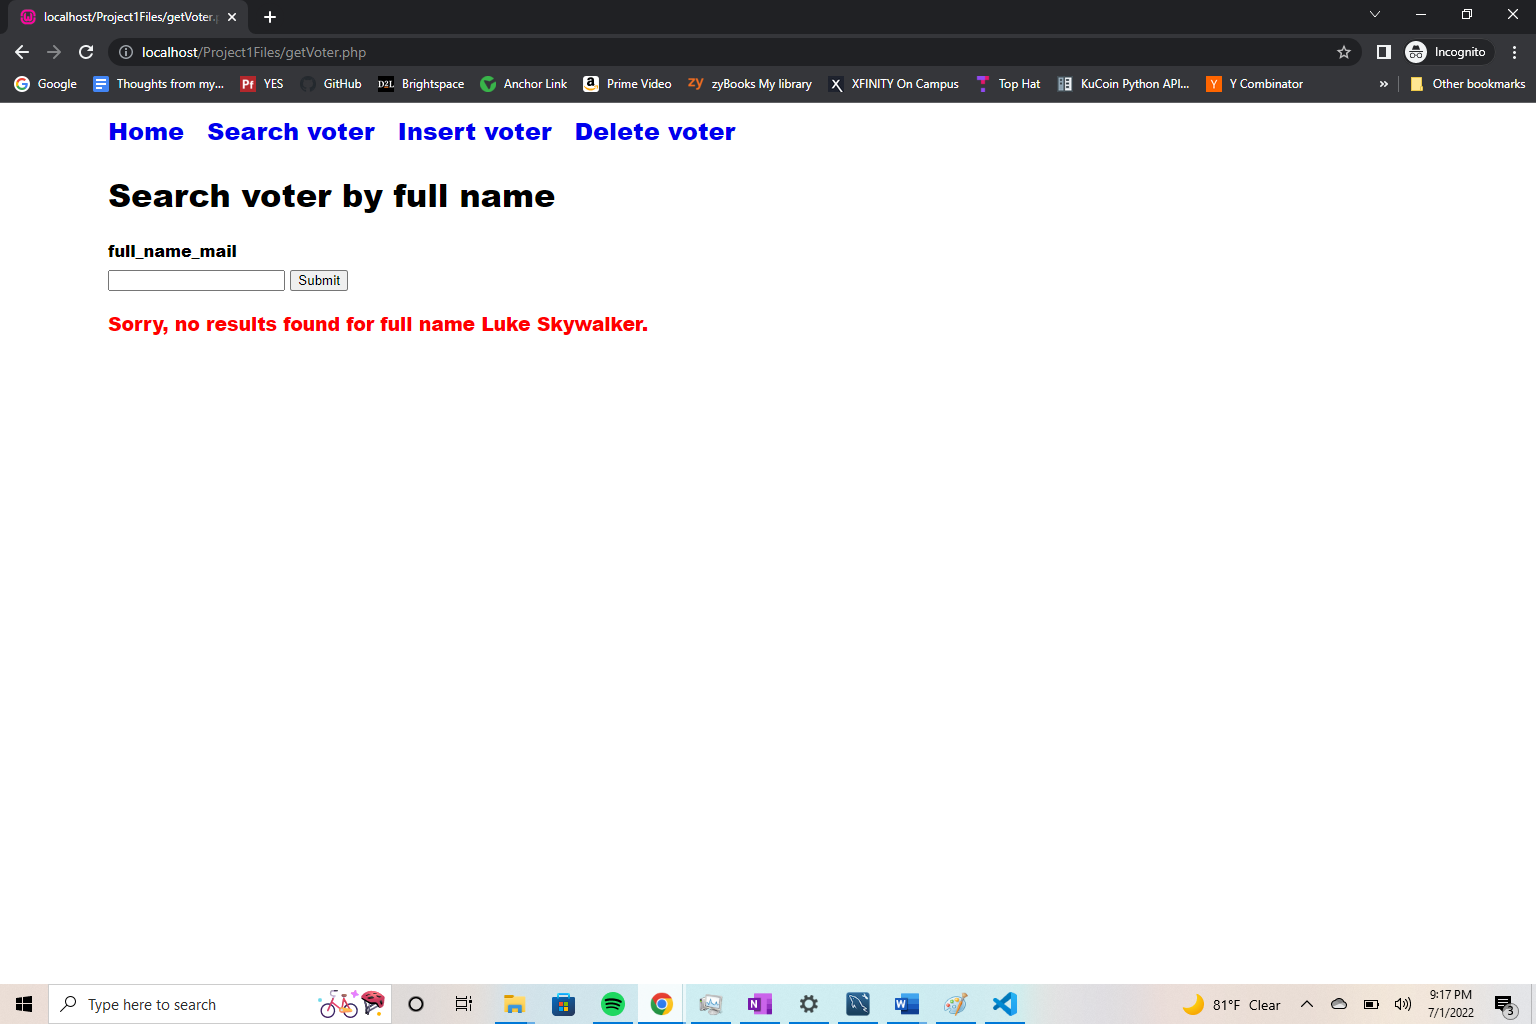 localhost/Project1Files/getVoter.p
localhost/Project1Files/getVoter.php
Incognito
Google
Thoughts from my...
Pf YES
GitHub
D2L Brightspace
Anchor Link
a Prime Video
zy zyBooks My library
X XFINITY On Campus
T Top Hat
KuCoin Python API...
Y Y Combinator
»
Other bookmarks
Home Search voter Insert voter Delete voter
Search voter by full name
full_name_mail
Submit
Sorry, no results found for full name Luke Skywalker.
Type here to search
81°F Clear
9:17 PM
7/1/2022
3